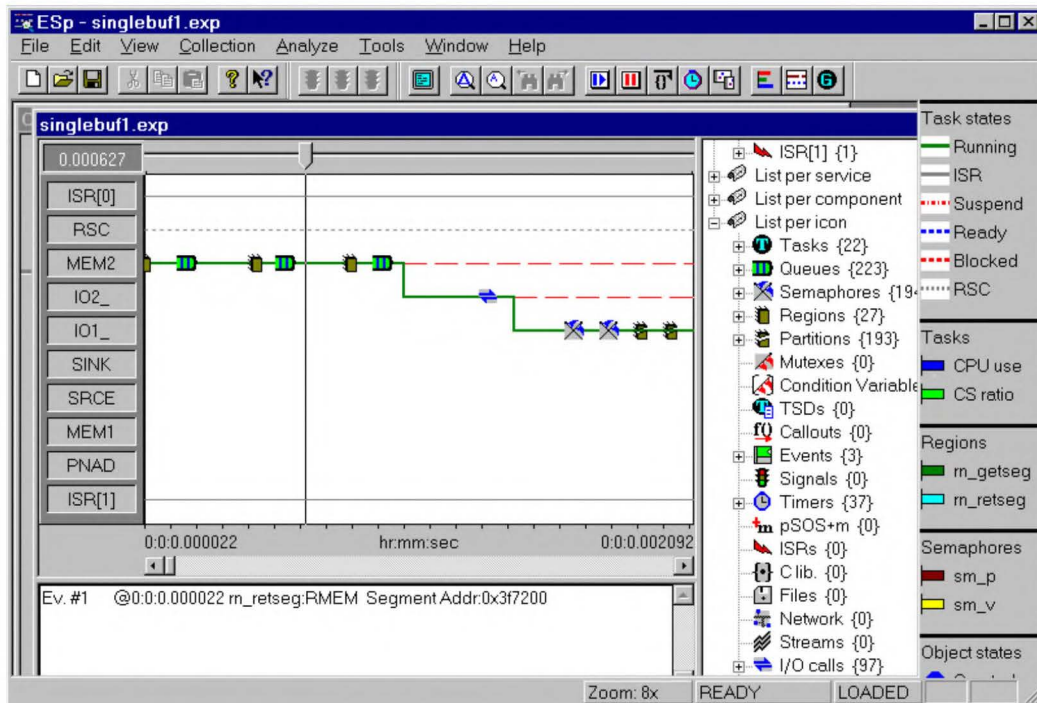 ESp - singlebuf1.exp
File Edit View Collection Analyze Tools Window Help
singlebuf1.exp
0.000627
ISR[0]
RSC
MEM2
IO2_
IO1_
SINK
SRCE
MEM1
PNAD
ISR[1]
0:0:0.000022 hr:mm:sec 0:0:0.002092
Ev. #1 @0:0:0.000022 rn_retseg:RMEM Segment Addr:0x3f7200
ISR[1] {1}
List per service
List per component
List per icon
Tasks {22}
Queues {223}
Semaphores {194
Regions {27}
Partitions {193}
Mutexes {0}
Condition Variable
TSDs {0}
Callouts {0}
Events {3}
Signals {0}
Timers {37}
pSOS+m {0}
ISRs {0}
C lib. {0}
Files {0}
Network {0}
Streams {0}
I/O calls {97}
Task states
Running
ISR
Suspend
Ready
Blocked
RSC
Tasks
CPU use
CS ratio
Regions
rn_getseg
rn_retseg
Semaphores
sm_p
sm_v
Object states
Zoom: 8x READY LOADED